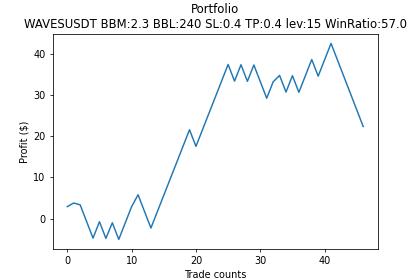 Portfolio
WAVESUSDT BBM:2.3 BBL:240 SL:0.4 TP:0.4 lev:15 WinRatio:57.0
40
30
20
10
0
Profit ($)
0 10 20 30 40
Trade counts